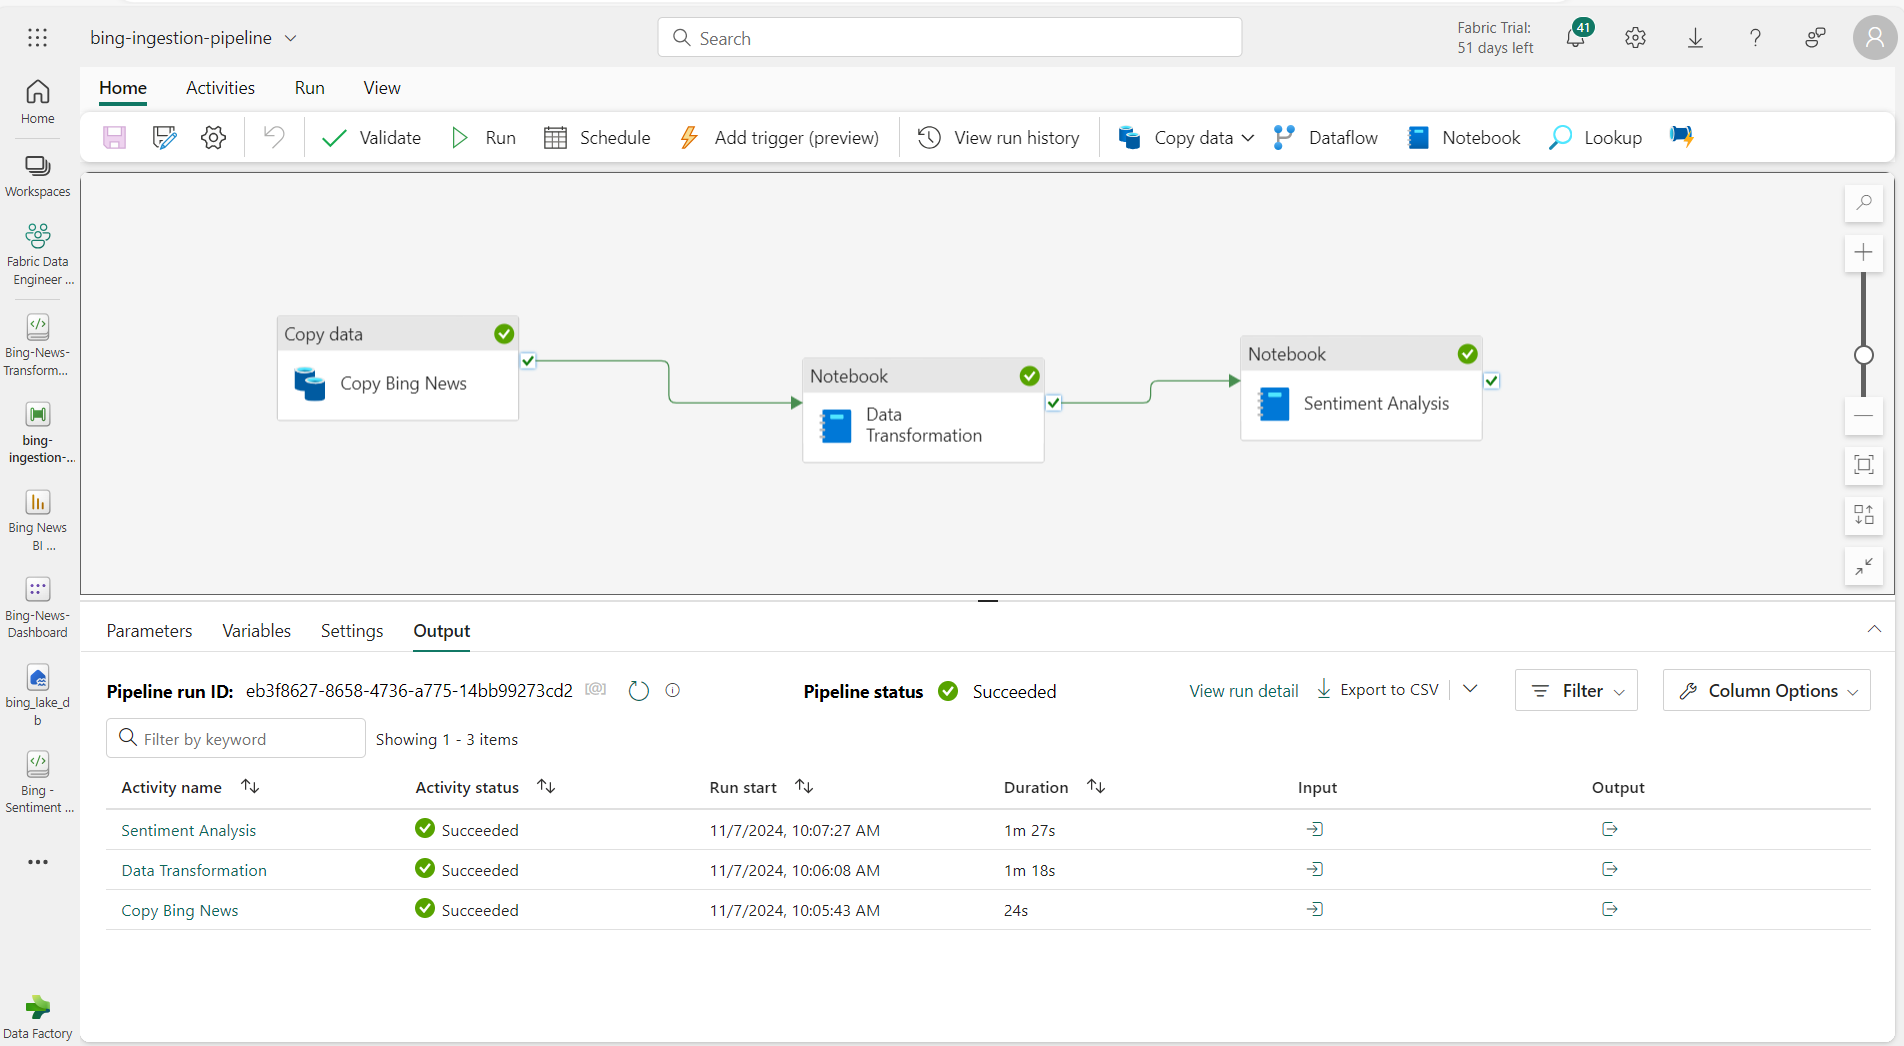 bing-ingestion-pipeline
Search
Fabric Trial:
51 days left
41
Home
Workspaces
Fabric Data
Engineer ...
Bing-News-
Transform...
bing-
ingestion-...
Bing News
BI ...
Bing-News-
Dashboard
bing_lake_d
b
Bing -
Sentiment ...
Data Factory
Home Activities Run View
Validate Run Schedule Add trigger (preview) View run history Copy data Dataflow Notebook Lookup
Copy data
Copy Bing News
Notebook
Data
Transformation
Notebook
Sentiment Analysis
Parameters Variables Settings Output
Pipeline run ID: eb3f8627-8658-4736-a775-14bb99273cd2 [@] Pipeline status Succeeded View run detail Export to CSV Filter Column Options
Filter by keyword Showing 1 - 3 items
Activity name Activity status Run start Duration Input Output
Sentiment Analysis Succeeded 11/7/2024, 10:07:27 AM 1m 27s
Data Transformation Succeeded 11/7/2024, 10:06:08 AM 1m 18s
Copy Bing News Succeeded 11/7/2024, 10:05:43 AM 24s